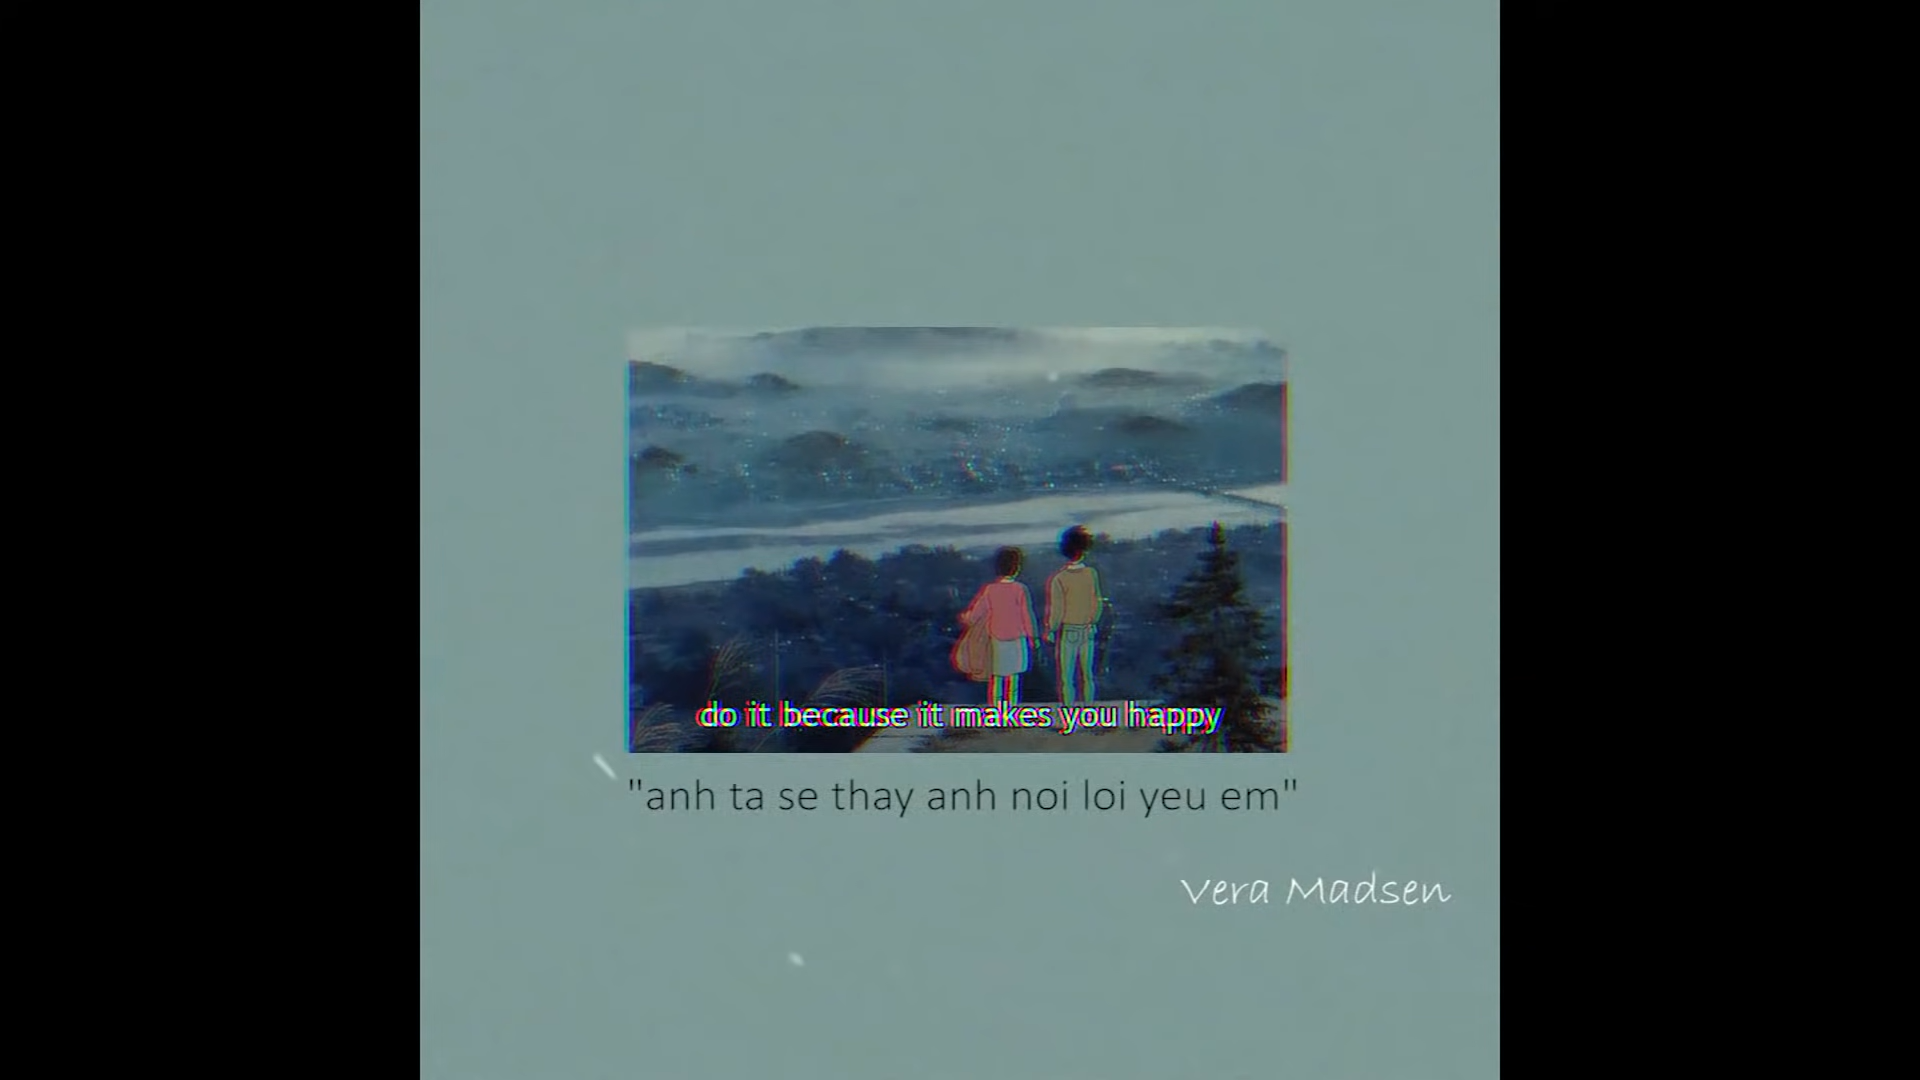 do it because it makes you happy
"anh ta se thay anh noi loi yeu em"
Vera Madsen